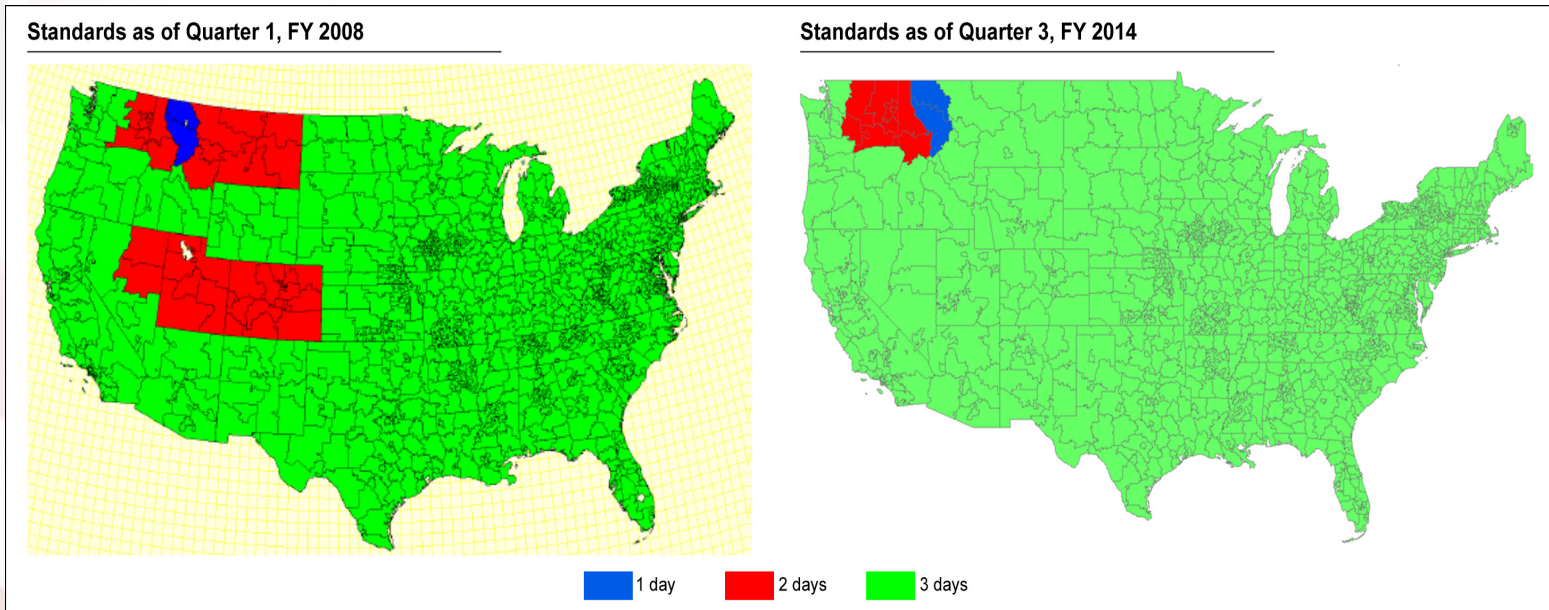 Standards as of Quarter 1, FY 2008
Standards as of Quarter 3, FY 2014
1 day
2 days
3 days